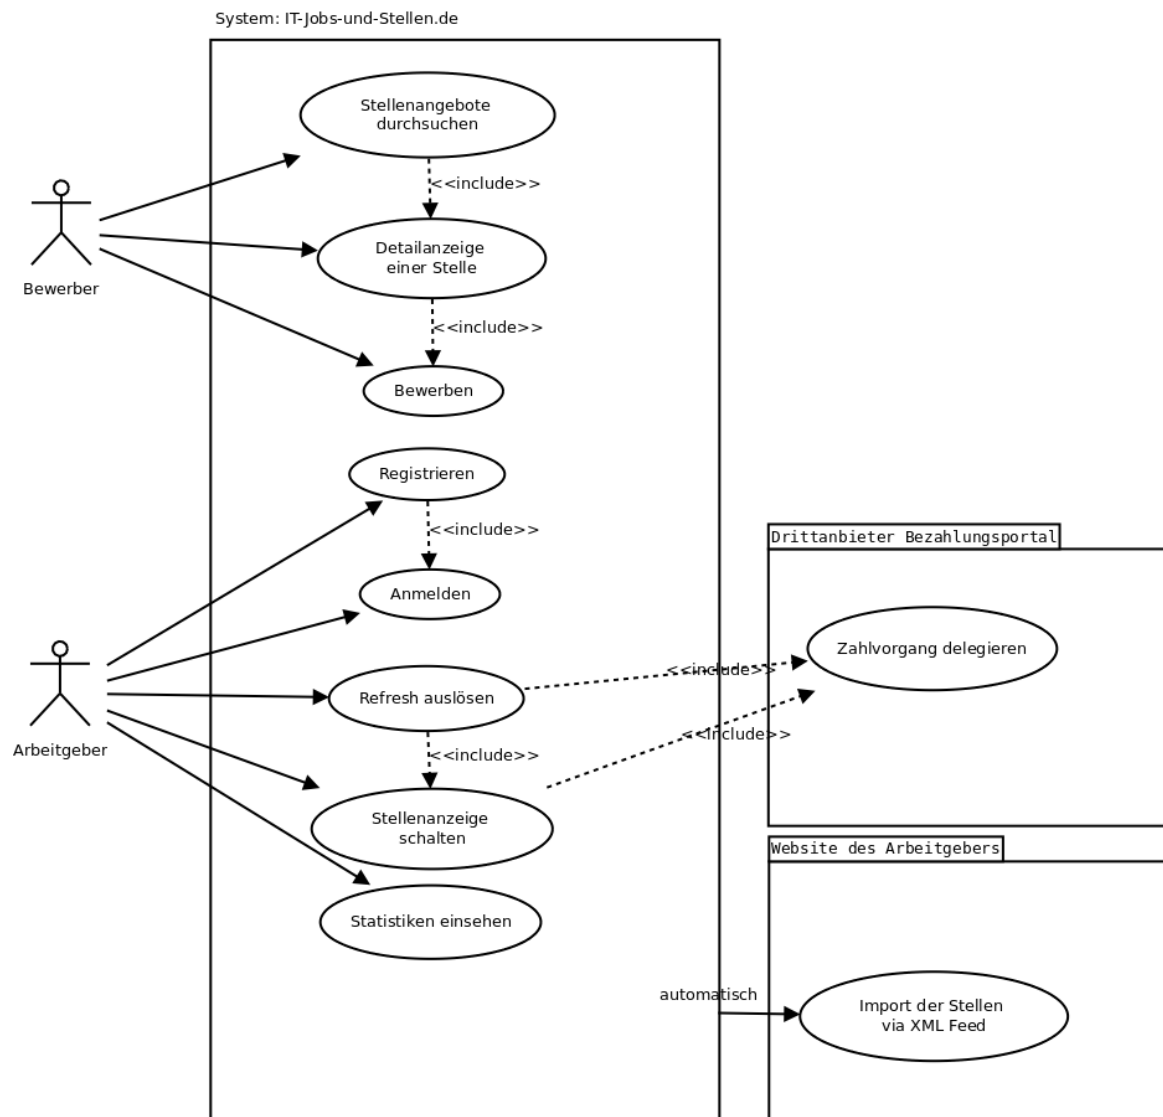 System: IT-Jobs-und-Stellen.de
Stellenangebote
durchsuchen
<<include>>
Detailanzeige
einer Stelle
Bewerber
<<include>>
Bewerben
Registrieren
<<include>>
Anmelden
Drittanbieter Bezahlungsportal
Zahlvorgang delegieren
<<include>>
Refresh auslösen
Arbeitgeber
<<include>>
<<include>>
Stellenanzeige
schalten
Website des Arbeitgebers
Statistiken einsehen
automatisch
Import der Stellen
via XML Feed